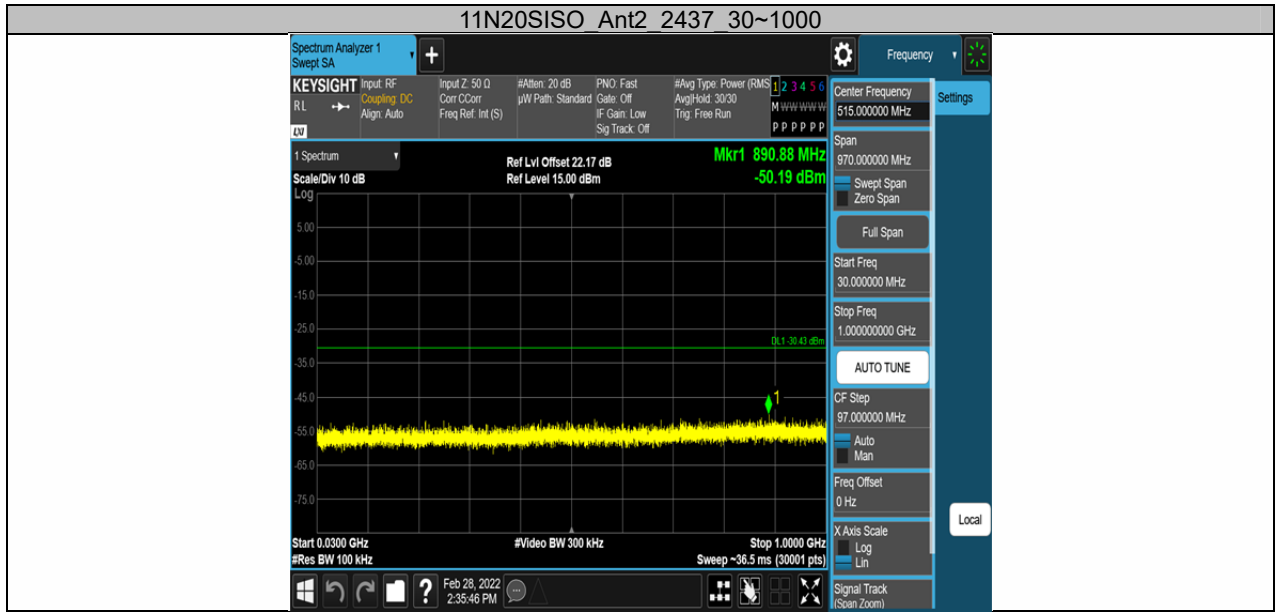 11N20SISO_Ant2_2437_30~1000
Spectrum Analyzer 1
Swept SA
+
Frequency
KEYSIGHT
RL
LXI
Input: RF
Coupling: DC
Align: Auto
Input Z: 50 Ω
Corr CCorr
Freq Ref: Int (S)
#Atten: 20 dB
µW Path: Standard
PNO: Fast
Gate: Off
IF Gain: Low
Sig Track: Off
#Avg Type: Power (RMS
Avg|Hold: 30/30
Trig: Free Run
1 2 3 4 5 6
M W W W W W
P P P P P P
1 Spectrum
Scale/Div 10 dB
Log
Ref Lvl Offset 22.17 dB
Ref Level 15.00 dBm
Mkr1 890.88 MHz
-50.19 dBm
5.00
-5.00
-15.0
-25.0
DL1 -30.43 dBm
-35.0
-45.0
1
-55.0
-65.0
-75.0
Start 0.0300 GHz
#Res BW 100 kHz
#Video BW 300 kHz
Stop 1.0000 GHz
Sweep ~36.5 ms (30001 pts)
Center Frequency
515.000000 MHz
Span
970.000000 MHz
Swept Span
Zero Span
Full Span
Start Freq
30.000000 MHz
Stop Freq
1.000000000 GHz
AUTO TUNE
CF Step
97.000000 MHz
Auto
Man
Freq Offset
0 Hz
X Axis Scale
Log
Lin
Signal Track
(Span Zoom)
Settings
Local
?
Feb 28, 2022
2:35:46 PM